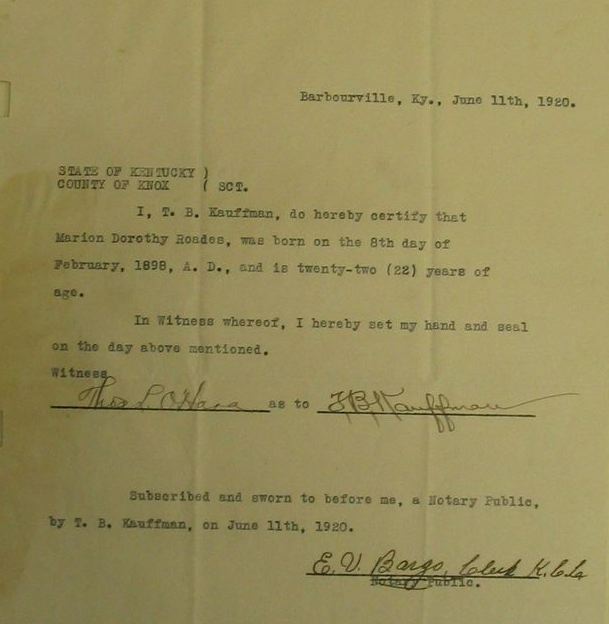 Barbourville, Ky., June 11th, 1920.
STATE OF KENTUCKY )
COUNTY OF KNOX ( SCT.
I, T. B. Kauffman, do hereby certify that
Marion Dorothy Roades, was born on the 8th day of
February, 1898, A. D., and is twenty-two (22) years of
age.
In Witness whereof, I hereby set my hand and seal
on the day above mentioned.
Witness
Thos L. O'Hara as to T B Kauffman
Subscribed and sworn to before me, a Notary Public,
by T. B. Kauffman, on June 11th, 1920.
E. V. Bargo, Clerk K.
Notary Public.